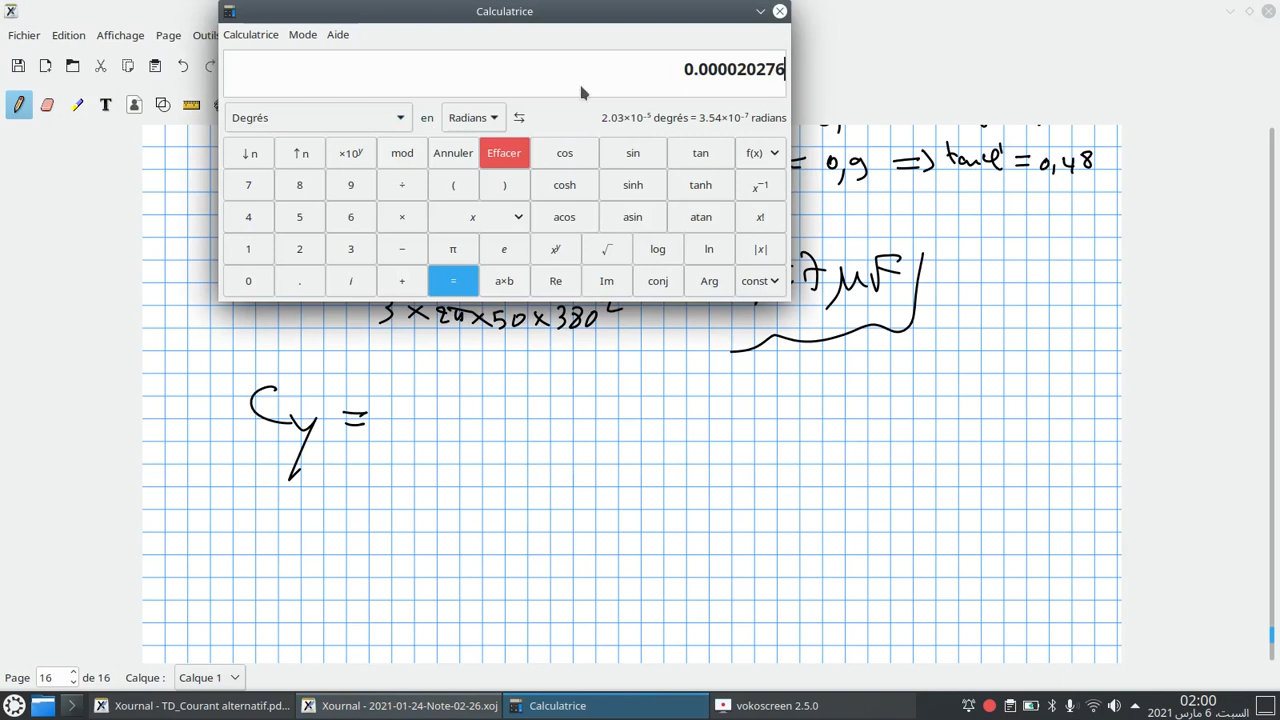 Calculatrice
Fichier Edition Affichage Page Outils
Calculatrice Mode Aide
0.000020276
Degrés en Radians 2.03×10⁻⁵ degrés = 3.54×10⁻⁷ radians
↓n ↑n ×10ʸ mod Annuler Effacer cos sin tan f(x)
7 8 9 ÷ ( ) cosh sinh tanh x⁻¹
4 5 6 × x acos asin atan x!
1 2 3 − π e xʸ √ log ln |x|
0 . i + = a×b Re Im conj Arg const
= 0,9 ⟹ tanφ' = 0,48
7 μF
3 × 2π × 50 × 380²
Cy =
Page 16 de 16 Calque : Calque 1
Xournal - TD_Courant alternatif.pd... Xournal - 2021-01-24-Note-02-26.xoj Calculatrice vokoscreen 2.5.0
02:00
السبت, 6 مارس 2021